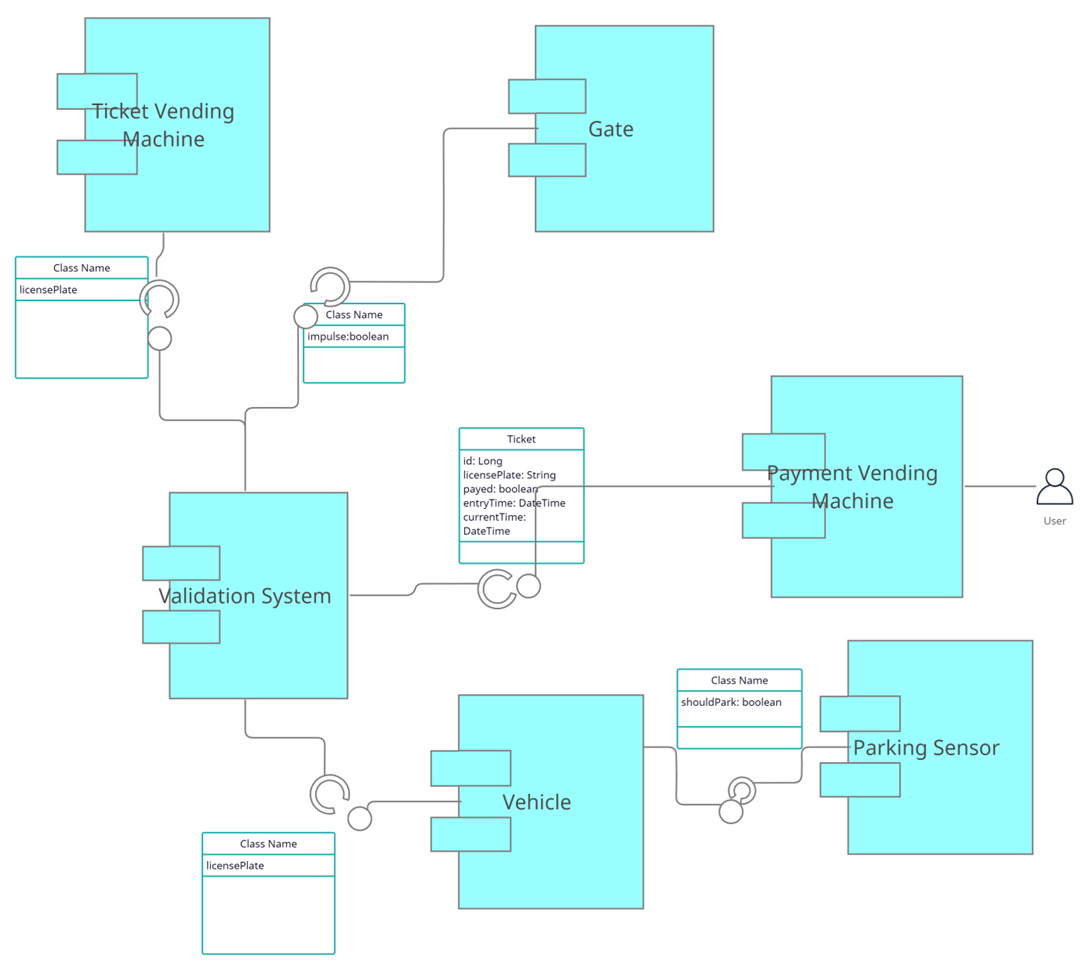 Ticket Vending
Machine
Gate
Class Name
licensePlate
Class Name
impulse:boolean
Ticket
id: Long
licensePlate: String
payed: boolean
entryTime: DateTime
currentTime:
DateTime
Payment Vending
Machine
User
Validation System
Class Name
shouldPark: boolean
Parking Sensor
Vehicle
Class Name
licensePlate